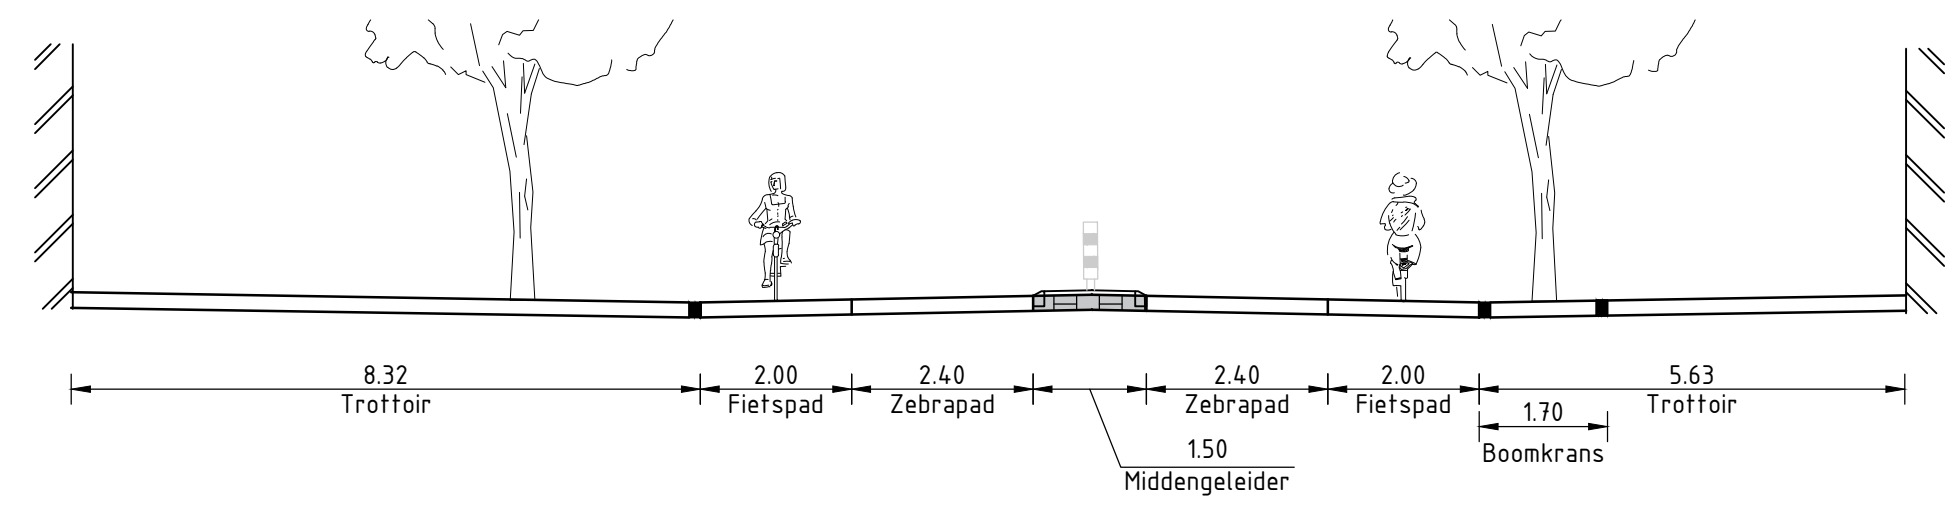 8.32
Trottoir
2.00
Fietspad
2.40
Zebrapad
1.50
Middengeleider
2.40
Zebrapad
2.00
Fietspad
5.63
Trottoir
1.70
Boomkrans